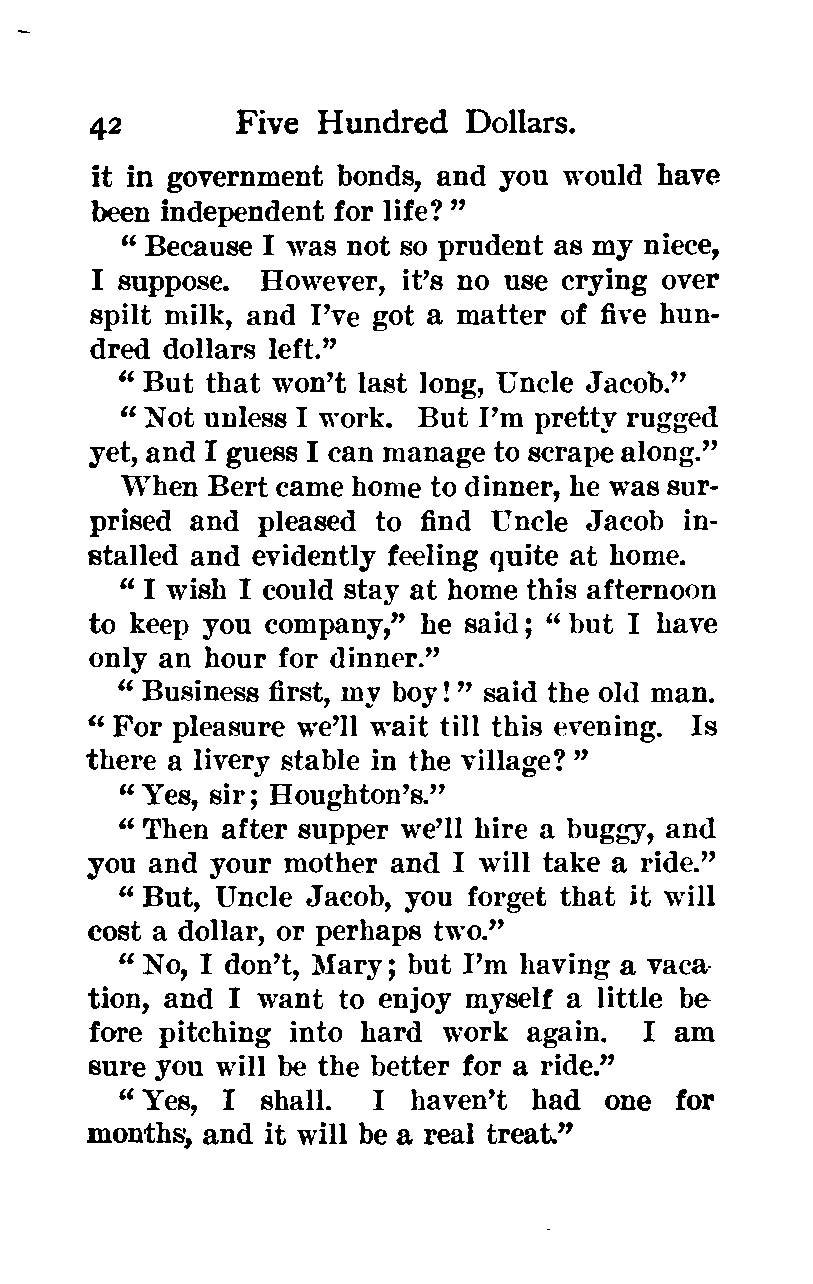 42 Five Hundred Dollars.
it in government bonds, and you would have
been independent for life? "
" Because I was not so prudent as my niece,
I suppose. However, it's no use crying over
spilt milk, and I've got a matter of five hun-
dred dollars left."
" But that won't last long, Uncle Jacob."
" Not unless I work. But I'm pretty rugged
yet, and I guess I can manage to scrape along."
When Bert came home to dinner, he was sur-
prised and pleased to find Uncle Jacob in-
stalled and evidently feeling quite at home.
" I wish I could stay at home this afternoon
to keep you company," he said; " but I have
only an hour for dinner."
" Business first, my boy! " said the old man.
" For pleasure we'll wait till this evening. Is
there a livery stable in the village? "
" Yes, sir; Houghton's."
" Then after supper we'll hire a buggy, and
you and your mother and I will take a ride."
" But, Uncle Jacob, you forget that it will
cost a dollar, or perhaps two."
" No, I don't, Mary; but I'm having a vaca-
tion, and I want to enjoy myself a little be-
fore pitching into hard work again. I am
sure you will be the better for a ride."
" Yes, I shall. I haven't had one for
months, and it will be a real treat."